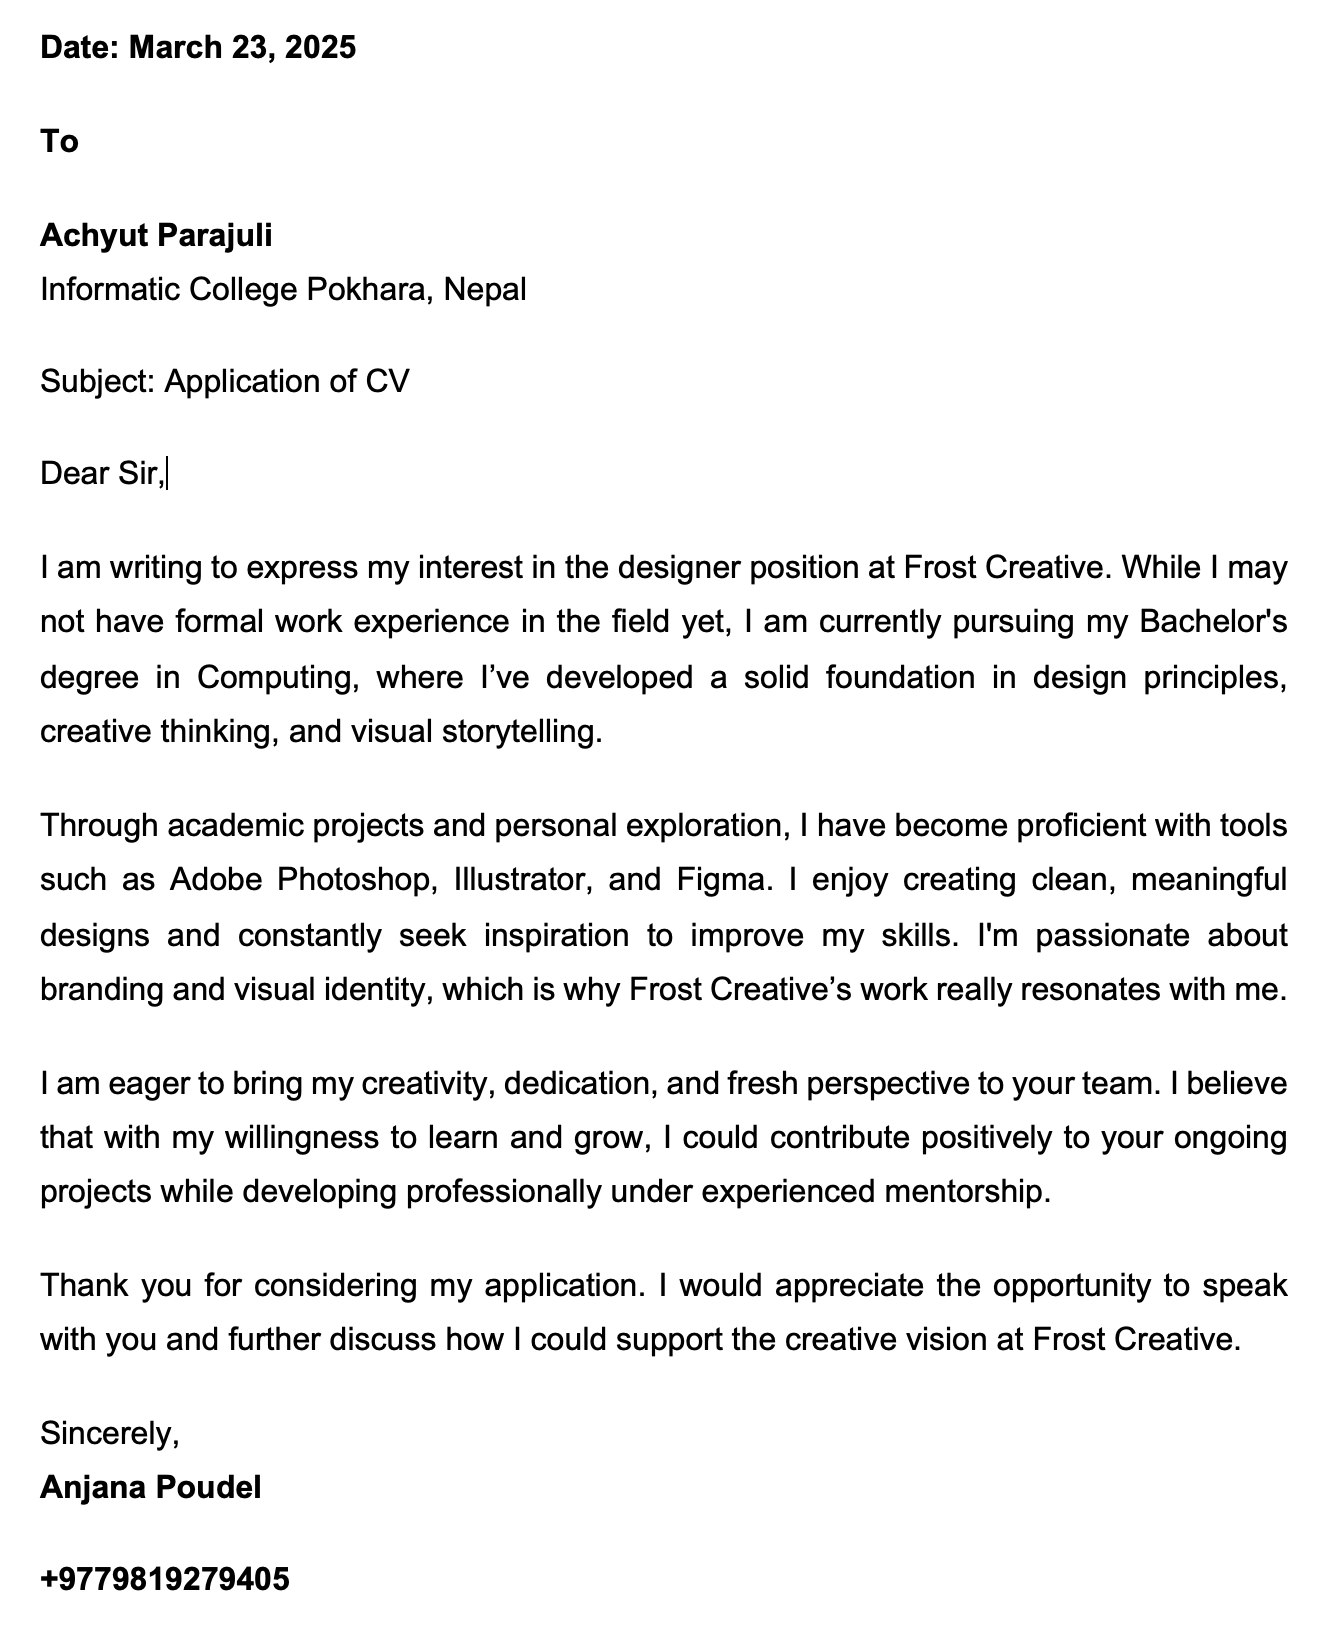 Date: March 23, 2025
To
Achyut Parajuli
Informatic College Pokhara, Nepal
Subject: Application of CV
Dear Sir,
I am writing to express my interest in the designer position at Frost Creative. While I may
not have formal work experience in the field yet, I am currently pursuing my Bachelor's
degree in Computing, where I’ve developed a solid foundation in design principles,
creative thinking, and visual storytelling.
Through academic projects and personal exploration, I have become proficient with tools
such as Adobe Photoshop, Illustrator, and Figma. I enjoy creating clean, meaningful
designs and constantly seek inspiration to improve my skills. I'm passionate about
branding and visual identity, which is why Frost Creative’s work really resonates with me.
I am eager to bring my creativity, dedication, and fresh perspective to your team. I believe
that with my willingness to learn and grow, I could contribute positively to your ongoing
projects while developing professionally under experienced mentorship.
Thank you for considering my application. I would appreciate the opportunity to speak
with you and further discuss how I could support the creative vision at Frost Creative.
Sincerely,
Anjana Poudel
+9779819279405